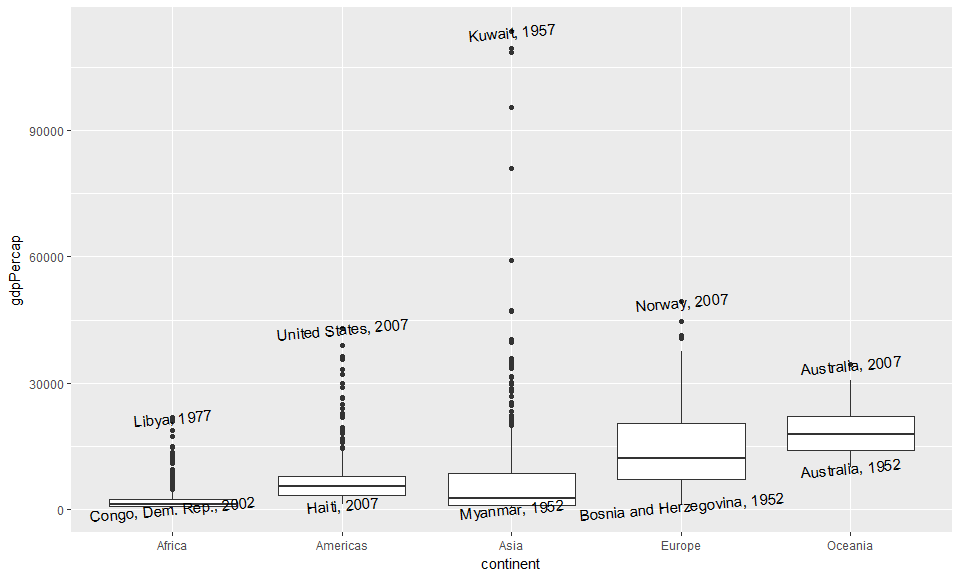 Kuwait, 1957
90000
60000
Norway, 2007
United States, 2007
Australia, 2007
30000
Libya, 1977
Australia, 1952
0
Congo, Dem. Rep., 2002
Haiti, 2007
Myanmar, 1952
Bosnia and Herzegovina, 1952
gdpPercap
Africa
Americas
Asia
Europe
Oceania
continent